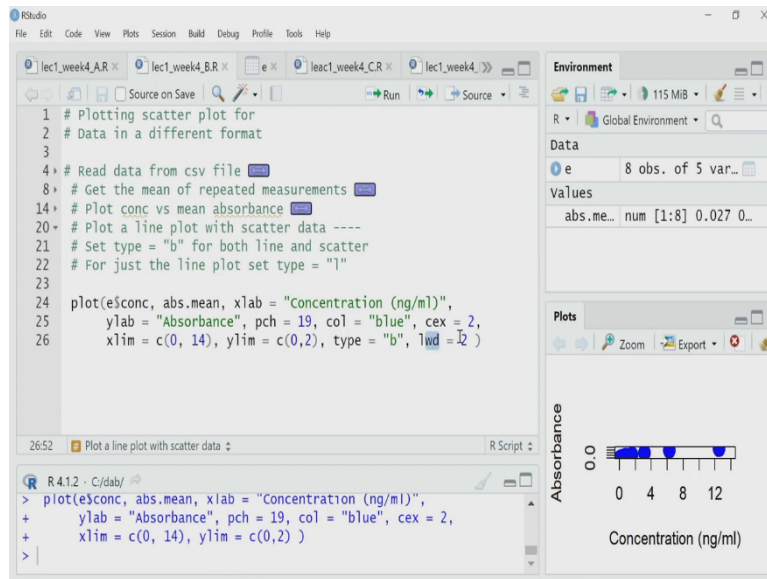 RStudio
File Edit Code View Plots Session Build Debug Profile Tools Help
lec1_week4_A.R × lec1_week4_B.R × e × leac1_week4_C.R × lec1_week4_
Source on Save Run Source
1 # Plotting scatter plot for
2 # Data in a different format
3
4 # Read data from csv file
8 # Get the mean of repeated measurements
14 # Plot conc vs mean absorbance
20 # Plot a line plot with scatter data ----
21 # Set type = "b" for both line and scatter
22 # For just the line plot set type = "l"
23
24 plot(e$conc, abs.mean, xlab = "Concentration (ng/ml)",
25 ylab = "Absorbance", pch = 19, col = "blue", cex = 2,
26 xlim = c(0, 14), ylim = c(0,2), type = "b", lwd = 2 )
26:52 Plot a line plot with scatter data R Script
R 4.1.2 · C:/dab/
> plot(e$conc, abs.mean, xlab = "Concentration (ng/ml)",
+ ylab = "Absorbance", pch = 19, col = "blue", cex = 2,
+ xlim = c(0, 14), ylim = c(0,2) )
>
Environment
115 MiB
R Global Environment
Data
e 8 obs. of 5 var…
Values
abs.me… num [1:8] 0.027 0…
Plots
Zoom Export
Absorbance
0.0
0 4 8 12
Concentration (ng/ml)